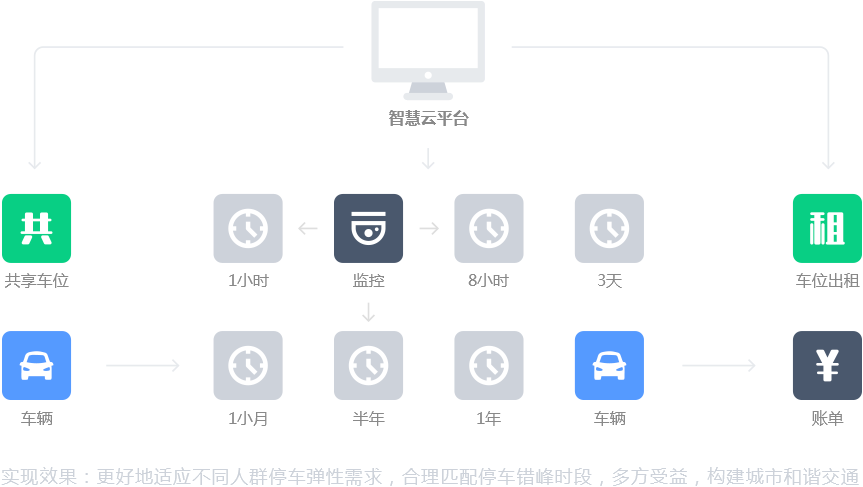 智慧云平台
共
租
共享车位
1小时
监控
8小时
3天
车位出租
¥
车辆
1小月
半年
1年
车辆
账单
实现效果：更好地适应不同人群停车弹性需求，合理匹配停车错峰时段，多方受益，构建城市和谐交通